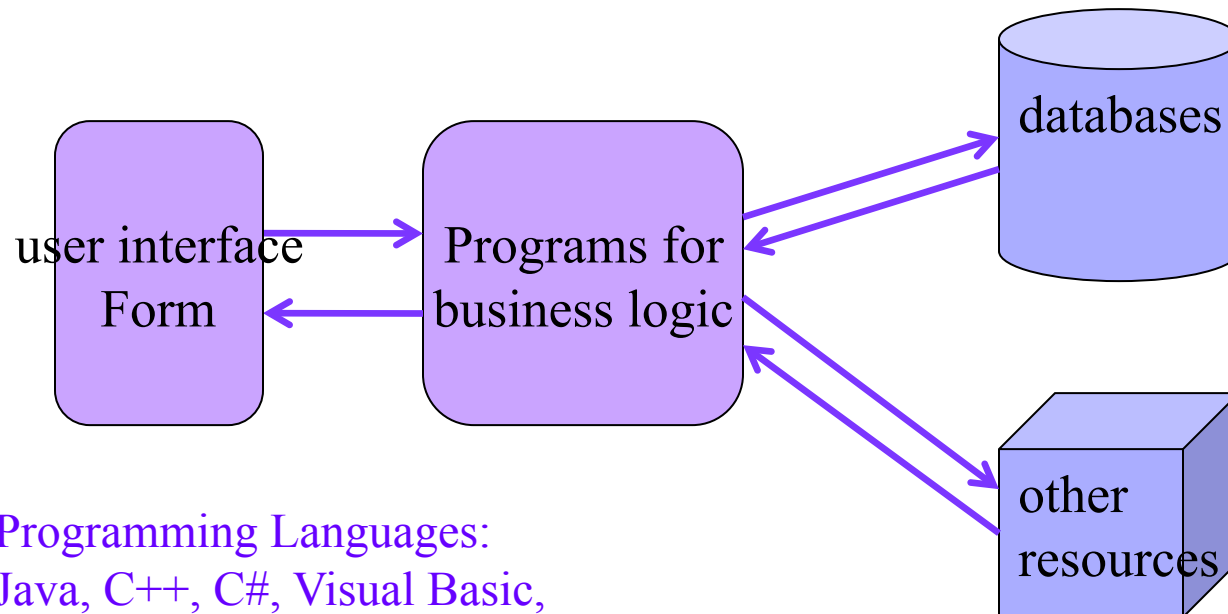 user interface
Form
Programs for
business logic
databases
other
resources
Programming Languages:
Java, C++, C#, Visual Basic,